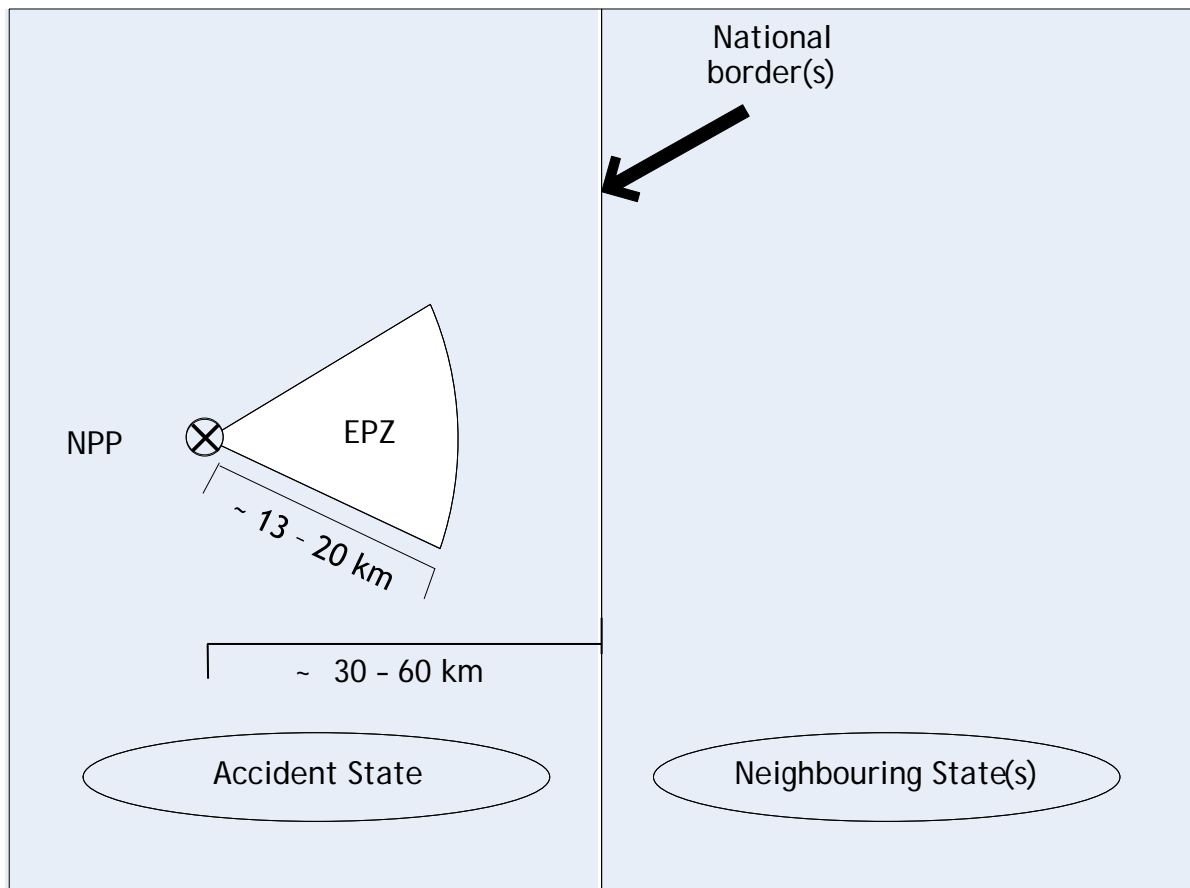 National
border(s)
NPP
EPZ
~ 13 - 20 km
~ 30 – 60 km
Accident State
Neighbouring State(s)